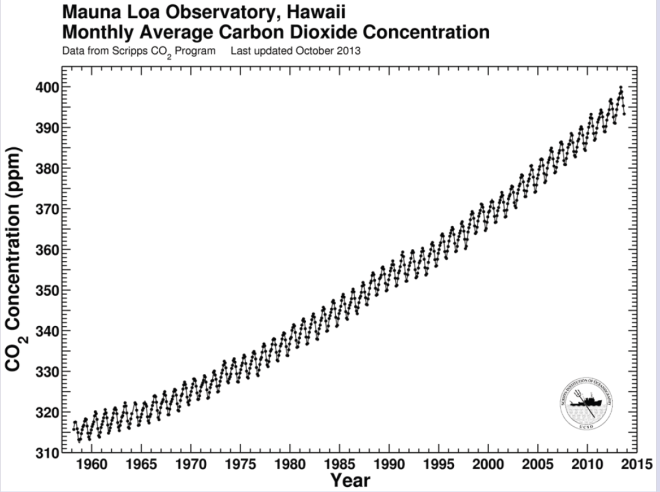 Mauna Loa Observatory, Hawaii
Monthly Average Carbon Dioxide Concentration
Data from Scripps CO2 Program Last updated October 2013
CO2 Concentration (ppm)
400
390
380
370
360
350
340
330
320
310
1960 1965 1970 1975 1980 1985 1990 1995 2000 2005 2010 2015
Year